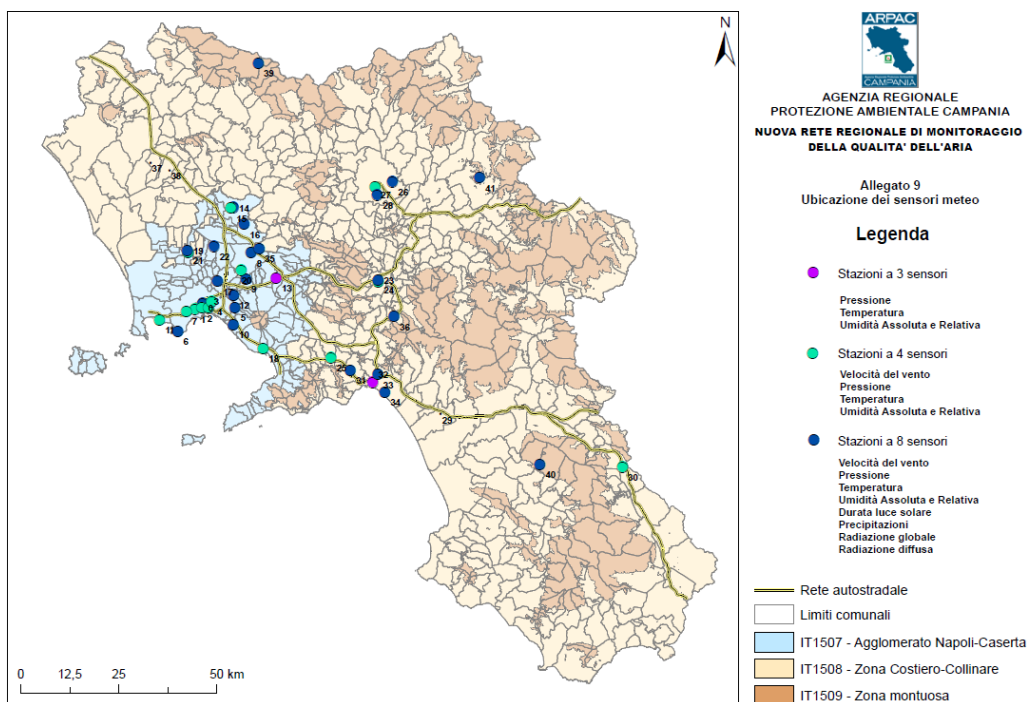 N
39
37
38
41
26
27
28
14
15
16
19
21
22
8
35
9
13
23
24
17
12
3
4
7
1
2
5
10
11
6
36
18
25
31
32
33
34
29
40
30
0
12,5
25
50 km
ARPAC
CAMPANIA
AGENZIA REGIONALE
PROTEZIONE AMBIENTALE CAMPANIA
NUOVA RETE REGIONALE DI MONITORAGGIO
DELLA QUALITA' DELL'ARIA
Allegato 9
Ubicazione dei sensori meteo
Legenda
Stazioni a 3 sensori
Pressione
Temperatura
Umidità Assoluta e Relativa
Stazioni a 4 sensori
Velocità del vento
Pressione
Temperatura
Umidità Assoluta e Relativa
Stazioni a 8 sensori
Velocità del vento
Pressione
Temperatura
Umidità Assoluta e Relativa
Durata luce solare
Precipitazioni
Radiazione globale
Radiazione diffusa
Rete autostradale
Limiti comunali
IT1507 - Agglomerato Napoli-Caserta
IT1508 - Zona Costiero-Collinare
IT1509 - Zona montuosa